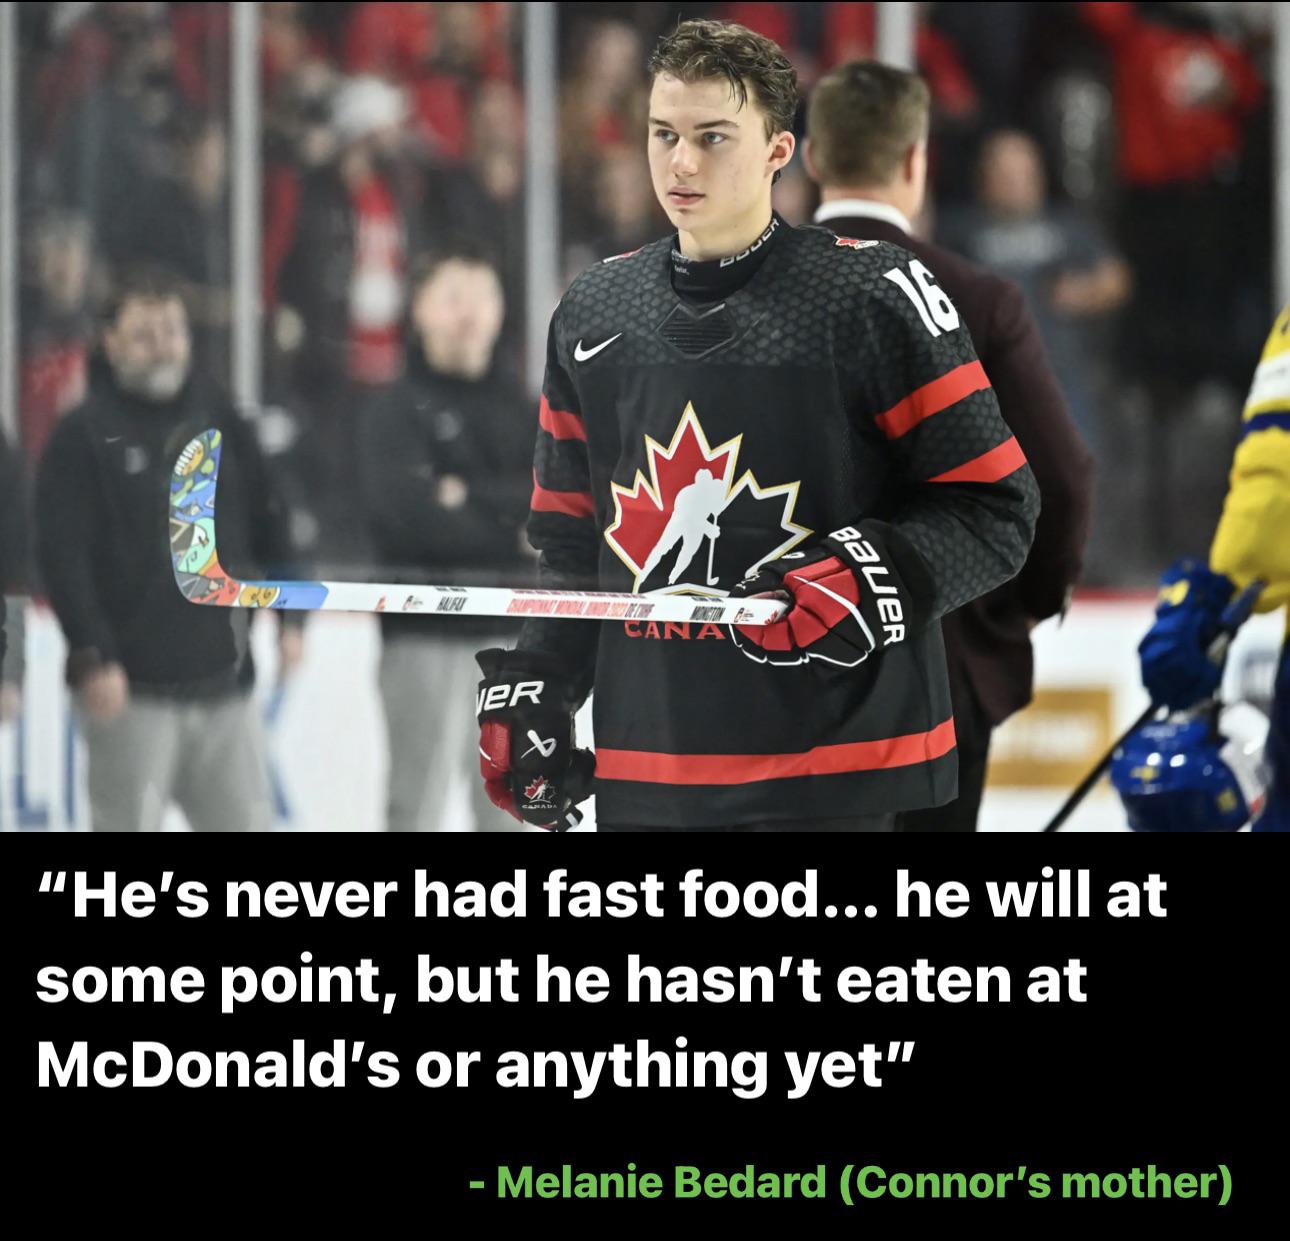 BAUER
16
HALIFAX
CHAMPIONNAT MONDIAL JUNIOR 2023 DE L'IIHF
MONCTON
CANA
BAUER
UER
CANADA
“He’s never had fast food... he will at
some point, but he hasn’t eaten at
McDonald’s or anything yet”
- Melanie Bedard (Connor’s mother)